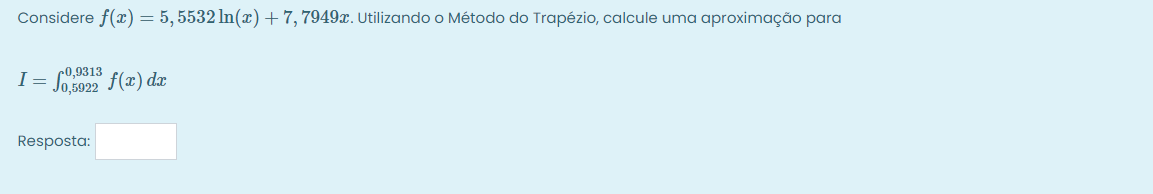 Considere f(x) = 5,5532 ln(x) + 7,7949x. Utilizando o Método do Trapézio, calcule uma aproximação para
I = ∫_{0,5922}^{0,9313} f(x) dx
Resposta: